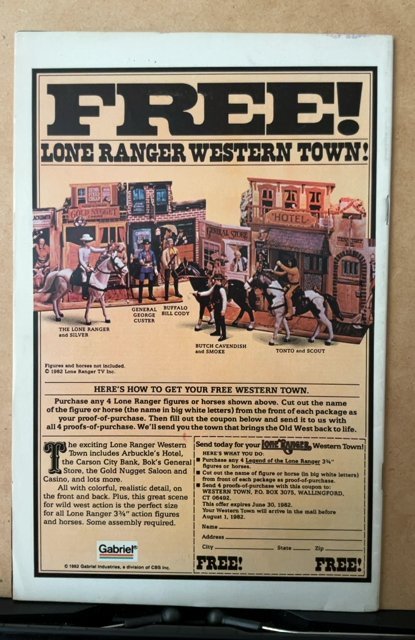 FREE!
LONE RANGER WESTERN TOWN!
GOLD NUGGET
GENERAL STORE
HOTEL
THE LONE RANGER
and SILVER
GENERAL
GEORGE
CUSTER
BUFFALO
BILL CODY
BUTCH CAVENDISH
and SMOKE
TONTO and SCOUT
Figures and horses not included.
© 1982 Lone Ranger TV Inc.
HERE'S HOW TO GET YOUR FREE WESTERN TOWN.
Purchase any 4 Lone Ranger figures or horses shown above. Cut out the name
of the figure or horse (the name in big white letters) from the front of each package as
your proof-of-purchase. Then fill out the coupon below and send it to us with
all 4 proofs-of-purchase. We'll send you the town that brings the Old West back to life.
The exciting Lone Ranger Western
Town includes Arbuckle's Hotel,
the Carson City Bank, Bok's General
Store, the Gold Nugget Saloon and
Casino, and lots more.
All with colorful, realistic detail, on
the front and back. Plus, this great scene
for wild west action is the perfect size
for all Lone Ranger 3¾" action figures
and horses. Some assembly required.
Gabriel®
© 1982 Gabriel Industries, a division of CBS Inc.
Send today for your LONE RANGER Western Town!
HERE'S WHAT YOU DO:
Purchase any 4 Legend of the Lone Ranger 3¾"
figures or horses.
Cut out the name of figure or horse (in big white letters)
from front of each package as proof-of-purchase.
Send 4 proofs-of-purchase with this coupon to:
WESTERN TOWN, P.O. BOX 3075, WALLINGFORD,
CT 06492.
This offer expires June 30, 1982.
Your Western Town will arrive in the mail before
August 1, 1982.
Name
Address
City State Zip
FREE! FREE!